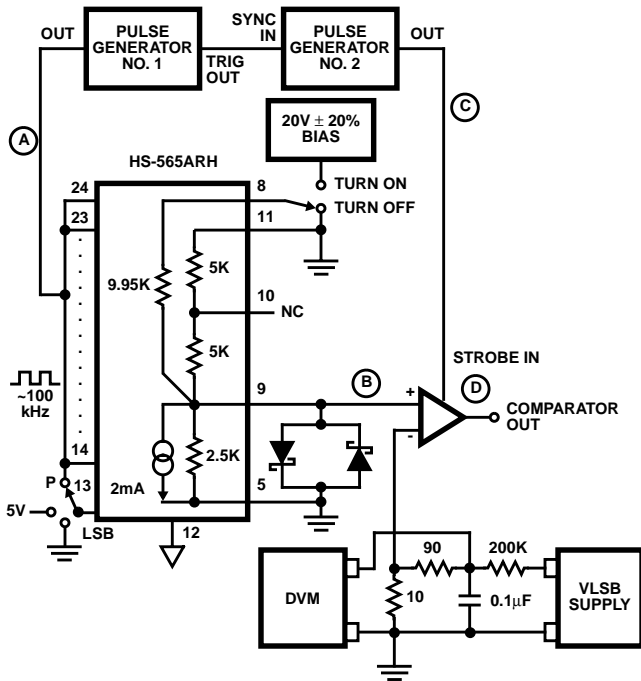 OUT
PULSE
GENERATOR
NO. 1
TRIG
OUT
SYNC
IN
PULSE
GENERATOR
NO. 2
OUT
A
C
20V ± 20%
BIAS
HS-565ARH
TURN ON
TURN OFF
24
23
8
11
9.95K
5K
10
NC
5K
~100
kHz
STROBE IN
9
B
+
-
D
COMPARATOR
OUT
14
2mA
2.5K
P
13
5
5V
LSB
12
DVM
90
200K
10
0.1µF
VLSB
SUPPLY